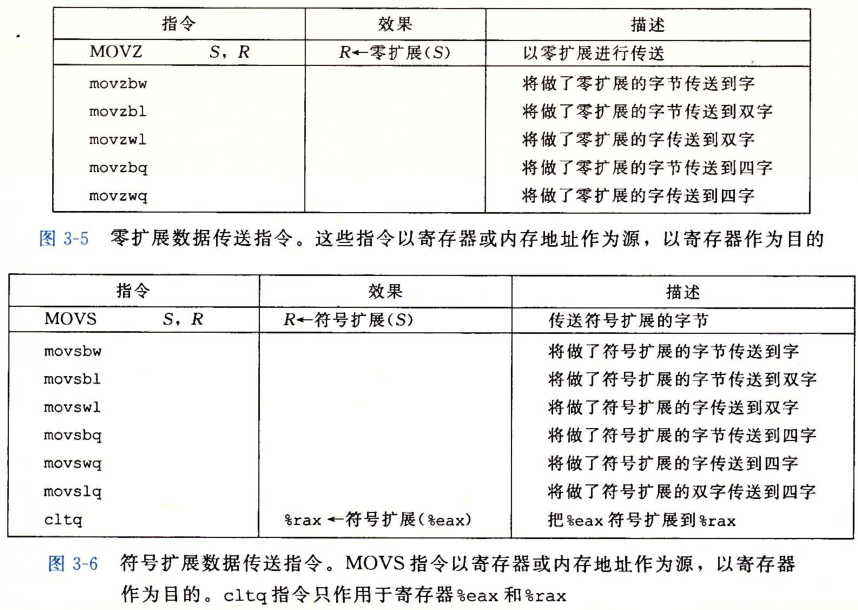 指令 效果 描述
MOVZ S, R R←零扩展(S) 以零扩展进行传送
movzbw 将做了零扩展的字节传送到字
movzbl 将做了零扩展的字节传送到双字
movzwl 将做了零扩展的字传送到双字
movzbq 将做了零扩展的字节传送到四字
movzwq 将做了零扩展的字传送到四字
图 3-5 零扩展数据传送指令。这些指令以寄存器或内存地址作为源，以寄存器作为目的
指令 效果 描述
MOVS S, R R←符号扩展(S) 传送符号扩展的字节
movsbw 将做了符号扩展的字节传送到字
movsbl 将做了符号扩展的字节传送到双字
movswl 将做了符号扩展的字传送到双字
movsbq 将做了符号扩展的字节传送到四字
movswq 将做了符号扩展的字传送到四字
movslq 将做了符号扩展的双字传送到四字
cltq %rax ←符号扩展(%eax) 把%eax 符号扩展到%rax
图 3-6 符号扩展数据传送指令。MOVS 指令以寄存器或内存地址作为源，以寄存器
作为目的。cltq 指令只作用于寄存器%eax 和%rax